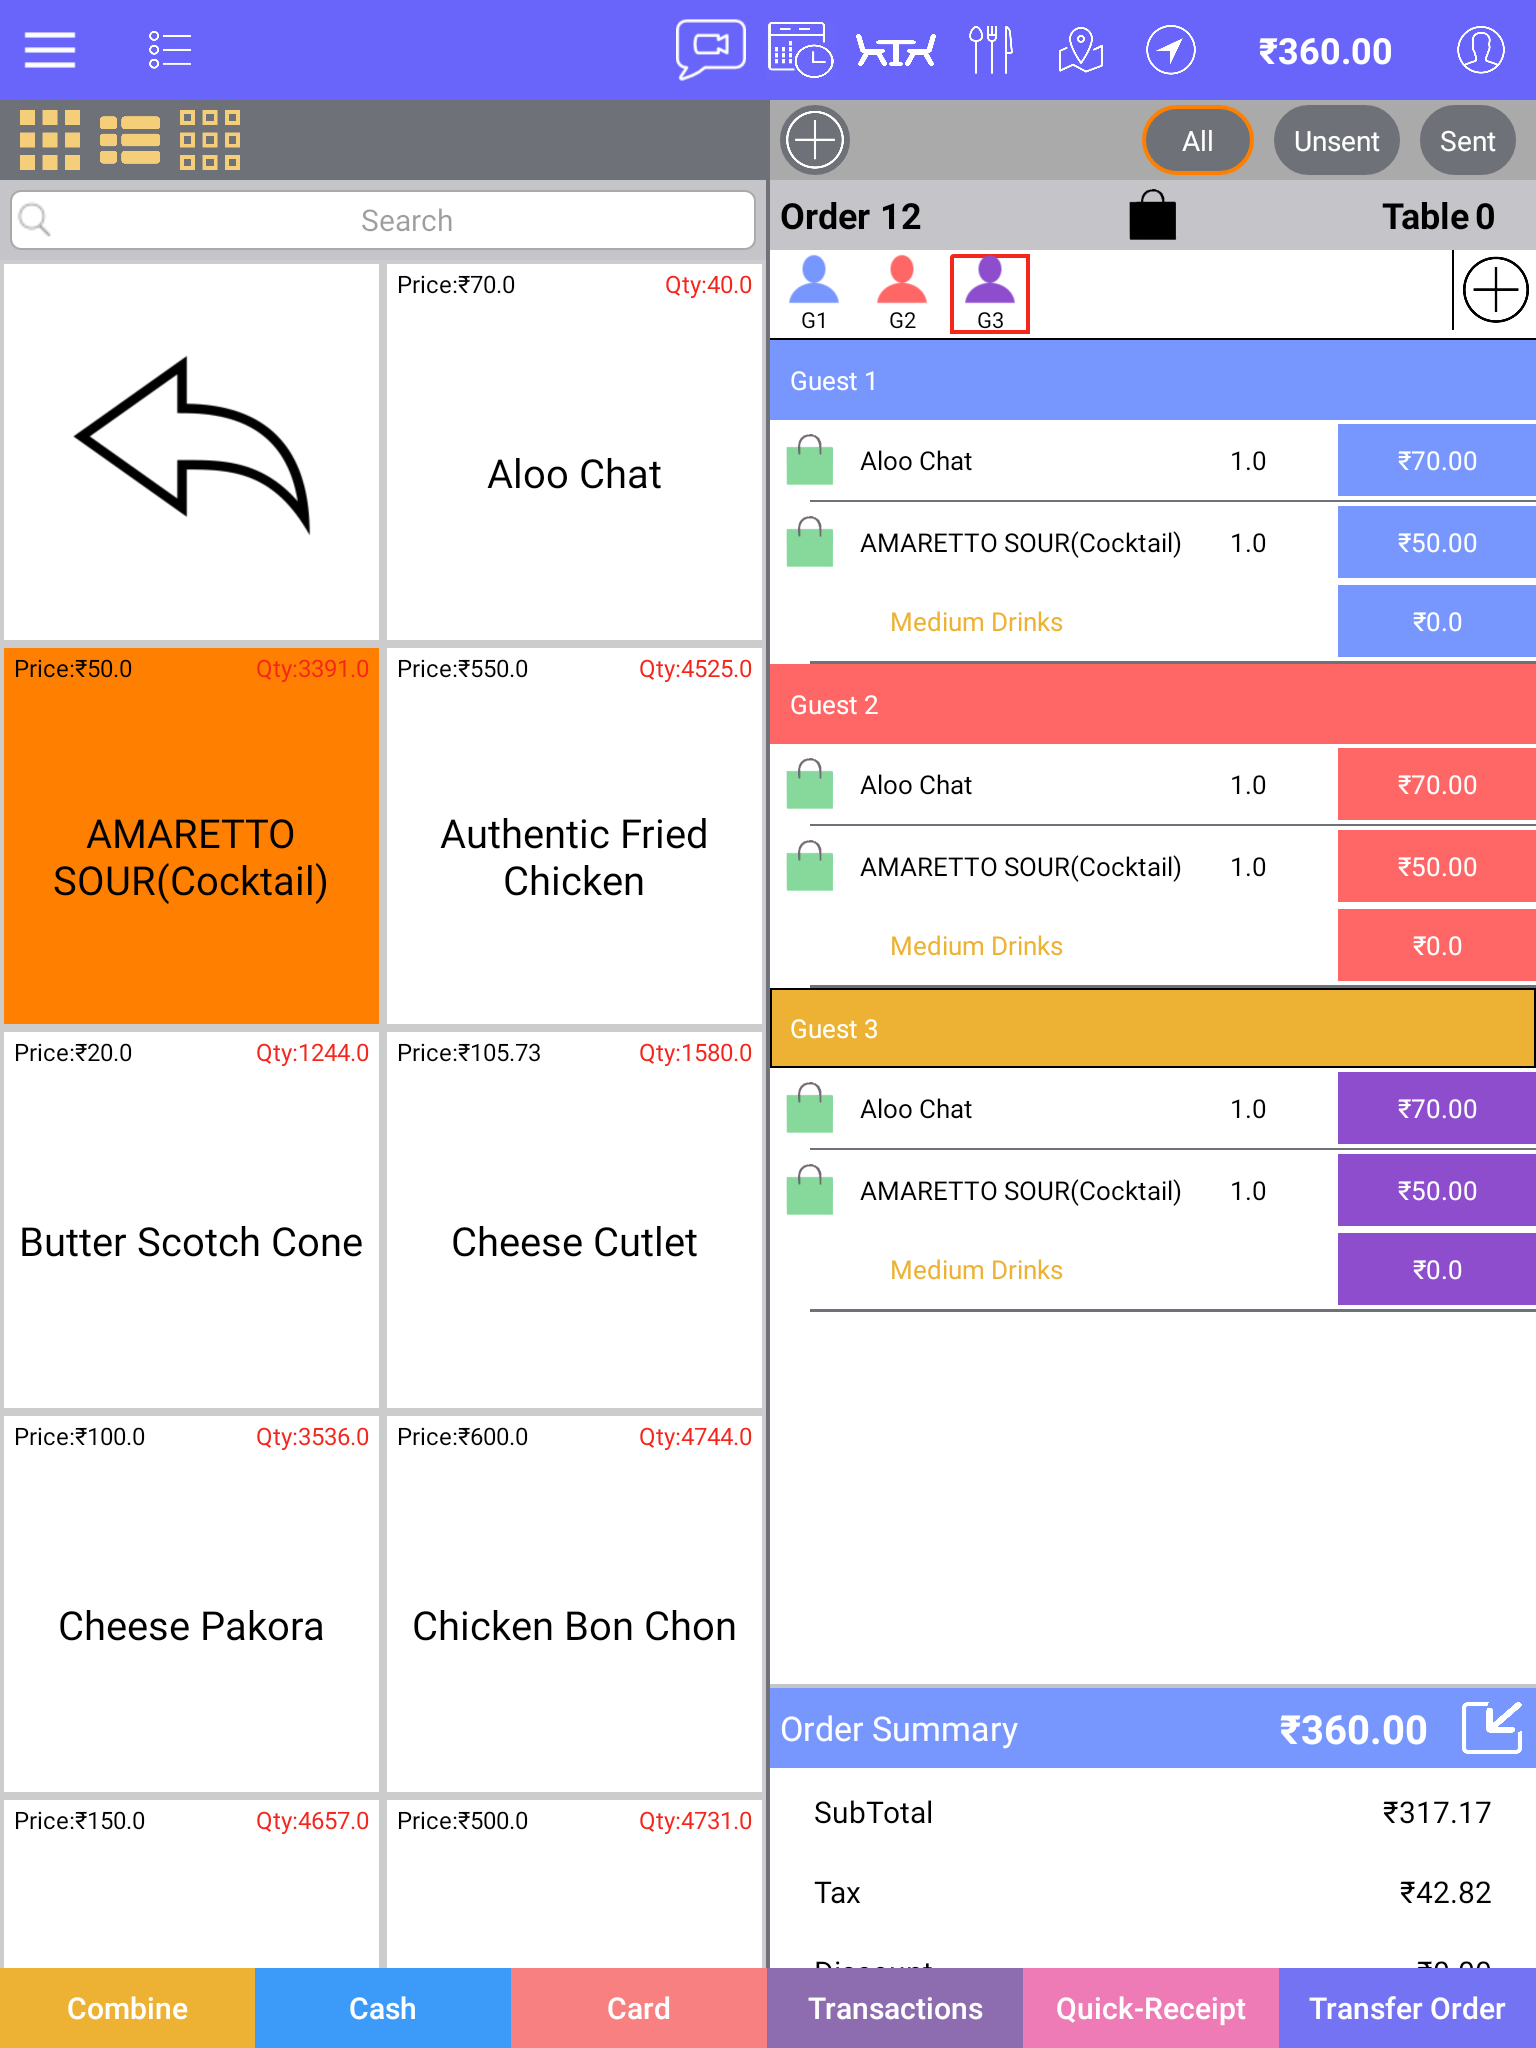 ₹360.00
All
Unsent
Sent
Search
Order 12
Table 0
G1
G2
G3
Price:₹70.0 Qty:40.0
Aloo Chat
Price:₹50.0 Qty:3391.0
AMARETTO
SOUR(Cocktail)
Price:₹550.0 Qty:4525.0
Authentic Fried
Chicken
Price:₹20.0 Qty:1244.0
Butter Scotch Cone
Price:₹105.73 Qty:1580.0
Cheese Cutlet
Price:₹100.0 Qty:3536.0
Cheese Pakora
Price:₹600.0 Qty:4744.0
Chicken Bon Chon
Price:₹150.0 Qty:4657.0
Price:₹500.0 Qty:4731.0
Guest 1
Aloo Chat 1.0 ₹70.00
AMARETTO SOUR(Cocktail) 1.0 ₹50.00
Medium Drinks ₹0.0
Guest 2
Aloo Chat 1.0 ₹70.00
AMARETTO SOUR(Cocktail) 1.0 ₹50.00
Medium Drinks ₹0.0
Guest 3
Aloo Chat 1.0 ₹70.00
AMARETTO SOUR(Cocktail) 1.0 ₹50.00
Medium Drinks ₹0.0
Order Summary ₹360.00
SubTotal ₹317.17
Tax ₹42.82
Combine
Cash
Card
Transactions
Quick-Receipt
Transfer Order